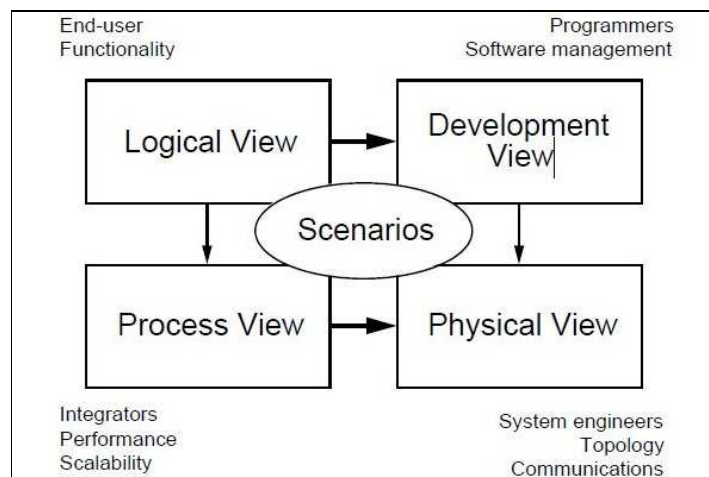 End-user
Functionality
Programmers
Software management
Logical View
Development
View
Scenarios
Process View
Physical View
Integrators
Performance
Scalability
System engineers
Topology
Communications